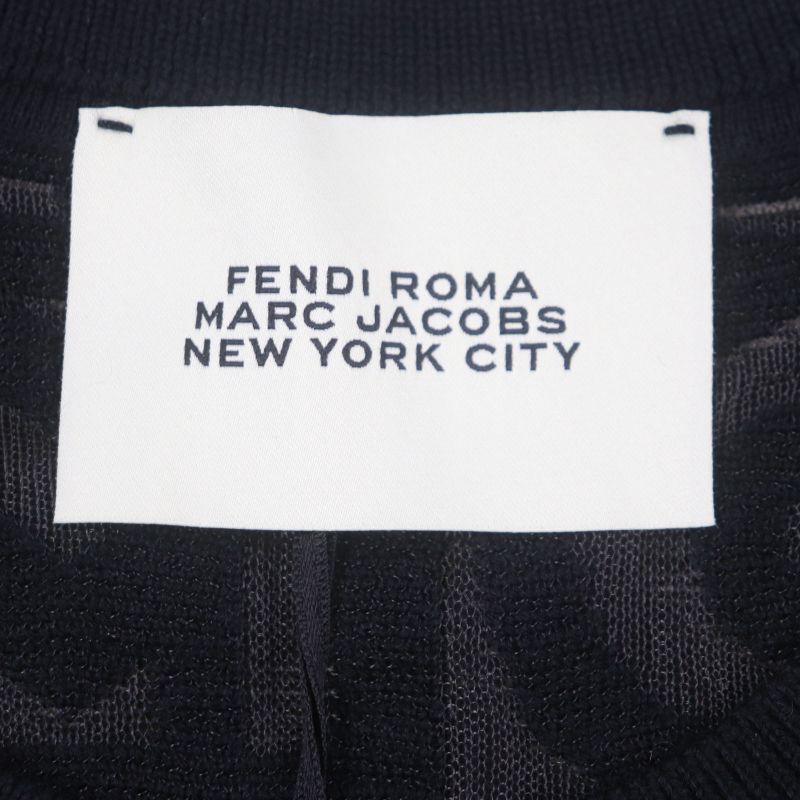 FENDI ROMA
MARC JACOBS
NEW YORK CITY